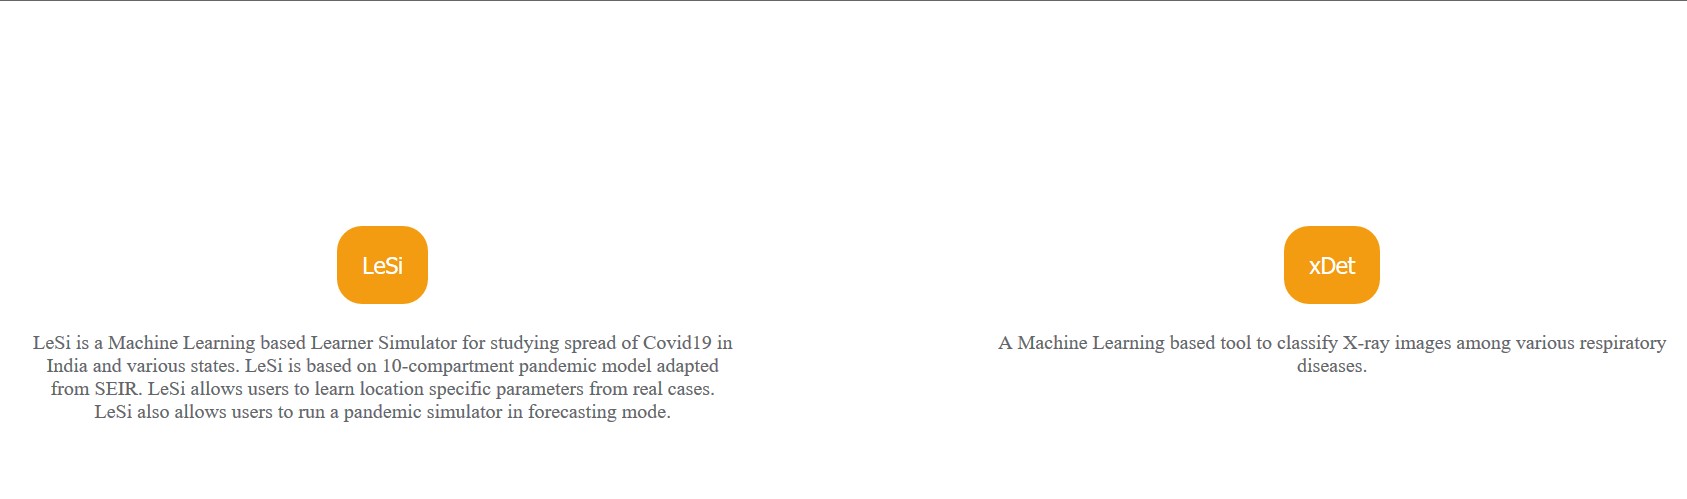 LeSi
LeSi is a Machine Learning based Learner Simulator for studying spread of Covid19 in
India and various states. LeSi is based on 10-compartment pandemic model adapted
from SEIR. LeSi allows users to learn location specific parameters from real cases.
LeSi also allows users to run a pandemic simulator in forecasting mode.
xDet
A Machine Learning based tool to classify X-ray images among various respiratory
diseases.